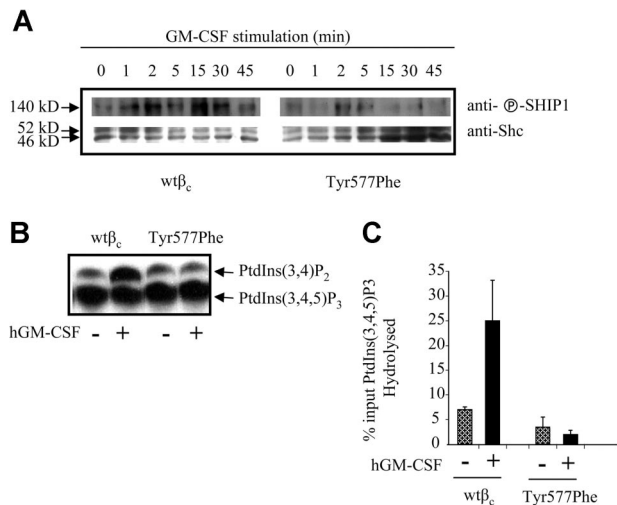 A
GM-CSF stimulation (min)
0 1 2 5 15 30 45 0 1 2 5 15 30 45
140 kD anti- Ⓟ-SHIP1
52 kD anti-Shc
46 kD
wtβc Tyr577Phe
B
wtβc Tyr577Phe
PtdIns(3,4)P2
PtdIns(3,4,5)P3
hGM-CSF - + - +
C
% input PtdIns(3,4,5)P3
Hydrolysed
35
30
25
20
15
10
5
0
hGM-CSF - + - +
wtβc Tyr577Phe